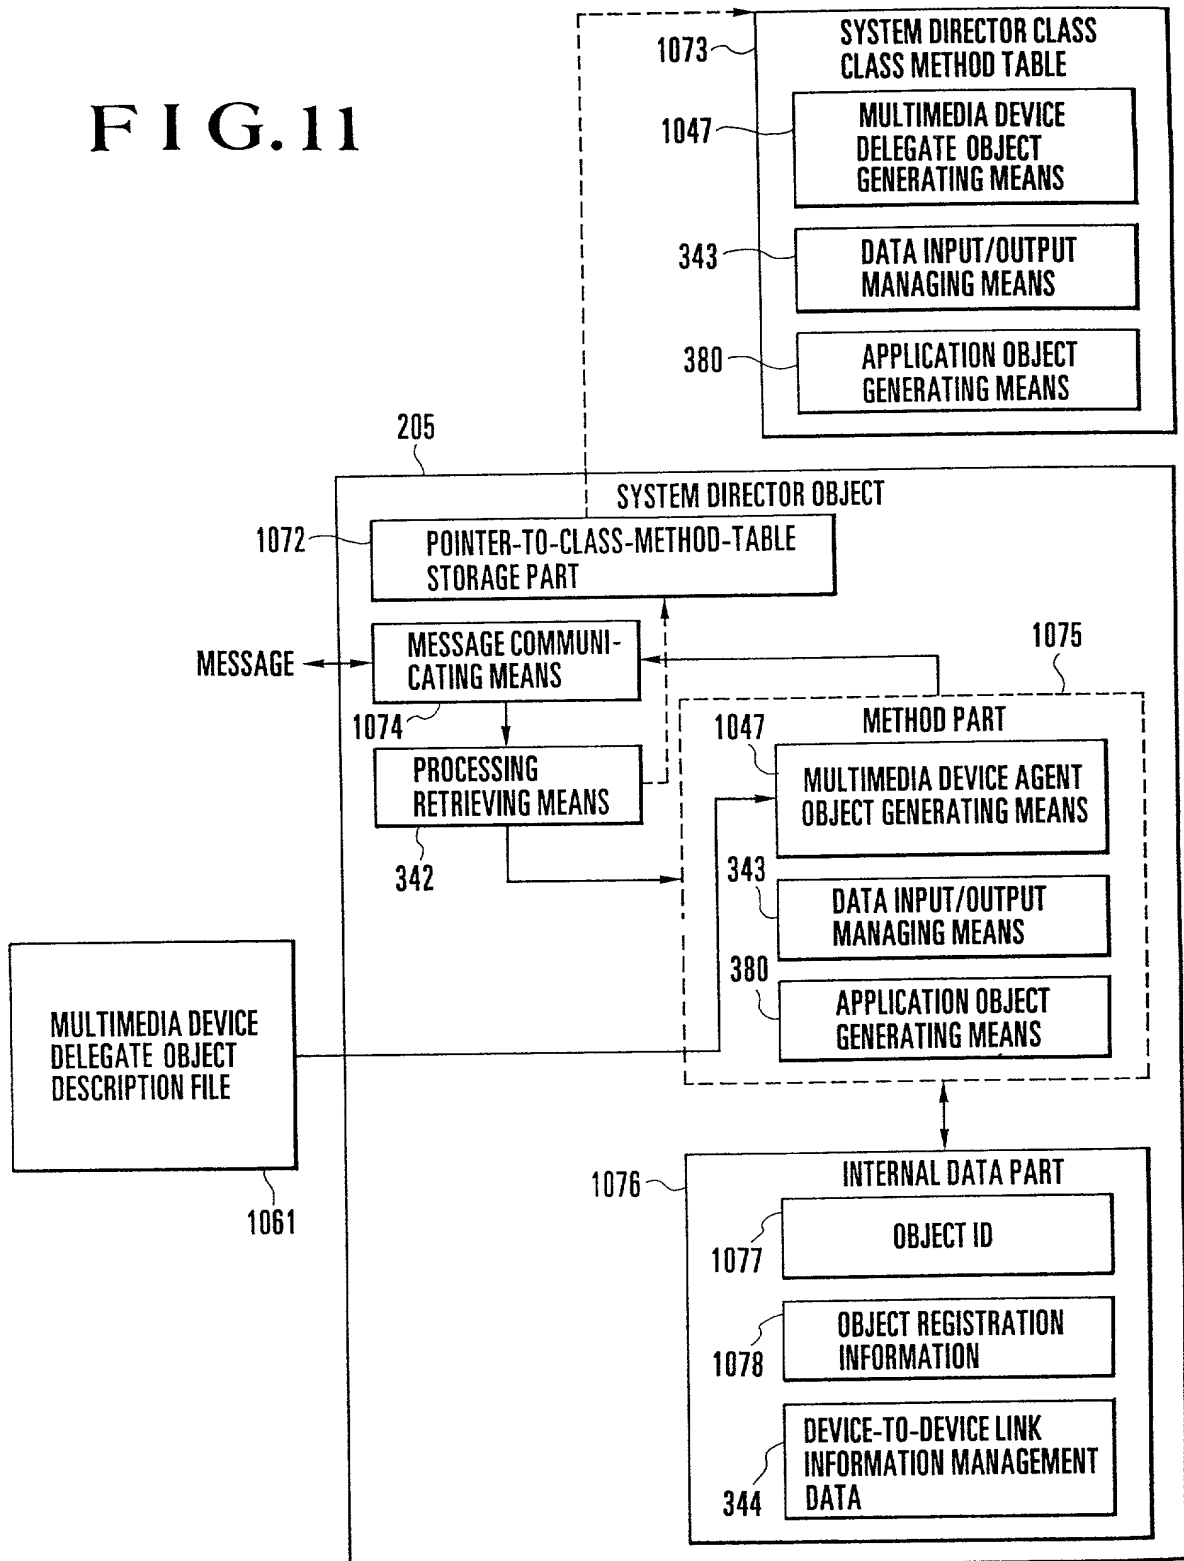 FIG.11
1073
SYSTEM DIRECTOR CLASS
CLASS METHOD TABLE
1047
MULTIMEDIA DEVICE
DELEGATE OBJECT
GENERATING MEANS
343
DATA INPUT/OUTPUT
MANAGING MEANS
380
APPLICATION OBJECT
GENERATING MEANS
205
SYSTEM DIRECTOR OBJECT
1072
POINTER-TO-CLASS-METHOD-TABLE
STORAGE PART
MESSAGE
MESSAGE COMMUNI-
CATING MEANS
1074
PROCESSING
RETRIEVING MEANS
342
1075
METHOD PART
1047
MULTIMEDIA DEVICE AGENT
OBJECT GENERATING MEANS
343
DATA INPUT/OUTPUT
MANAGING MEANS
380
APPLICATION OBJECT
GENERATING MEANS
MULTIMEDIA DEVICE
DELEGATE OBJECT
DESCRIPTION FILE
1061
1076
INTERNAL DATA PART
1077
OBJECT ID
1078
OBJECT REGISTRATION
INFORMATION
344
DEVICE-TO-DEVICE LINK
INFORMATION MANAGEMENT
DATA